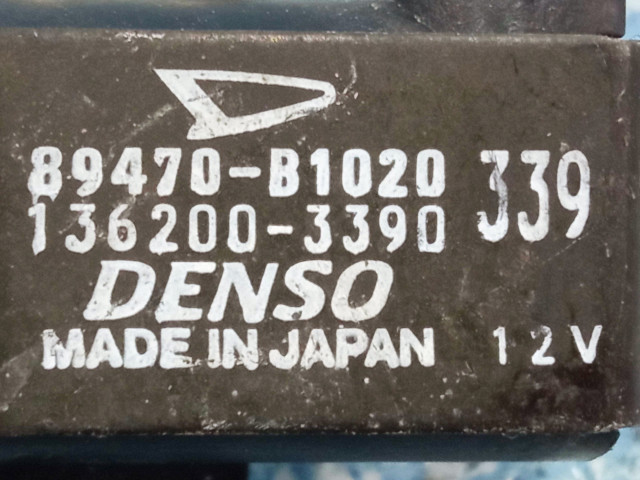 89470-B1020 339
136200-3390
DENSO
MADE IN JAPAN 12V